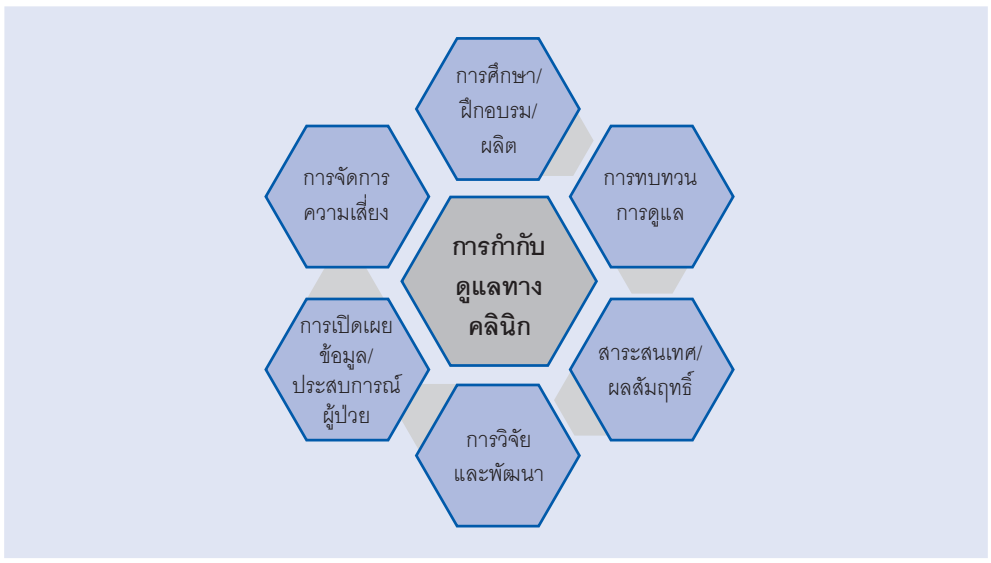 การศึกษา/
ฝึกอบรม/
ผลิต
การทบทวน
การดูแล
สาระสนเทศ/
ผลสัมฤทธิ์
การวิจัย
และพัฒนา
การเปิดเผย
ข้อมูล/
ประสบการณ์
ผู้ป่วย
การจัดการ
ความเสี่ยง
การกำกับ
ดูแลทาง
คลินิก